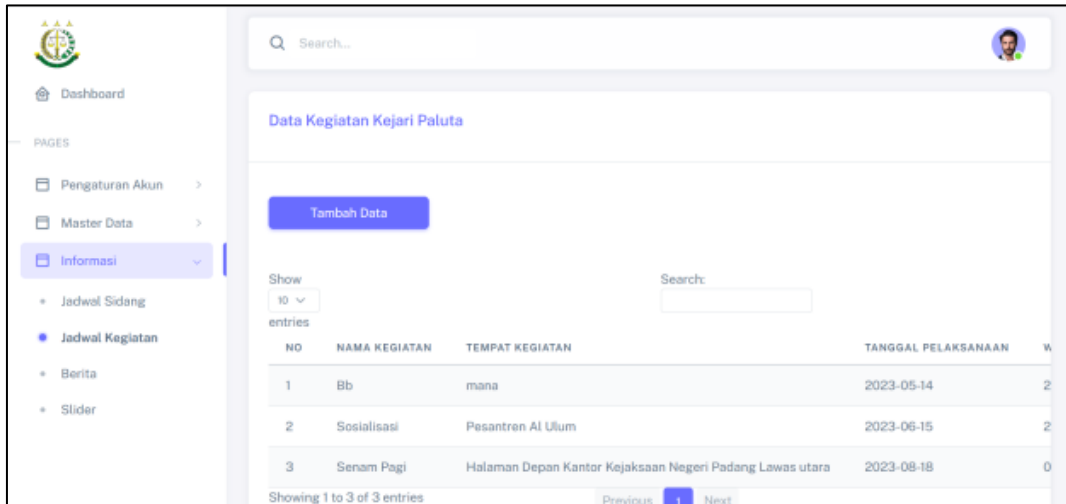 Search...
Dashboard
PAGES
Pengaturan Akun
Master Data
Informasi
Jadwal Sidang
Jadwal Kegiatan
Berita
Slider
Data Kegiatan Kejari Paluta
Tambah Data
Show
10
entries
Search:
NO NAMA KEGIATAN TEMPAT KEGIATAN TANGGAL PELAKSANAAN W
1 Bb mana 2023-05-14 2
2 Sosialisasi Pesantren Al Ulum 2023-06-15 2
3 Senam Pagi Halaman Depan Kantor Kejaksaan Negeri Padang Lawas utara 2023-08-18 0
Showing 1 to 3 of 3 entries
Previous 1 Next